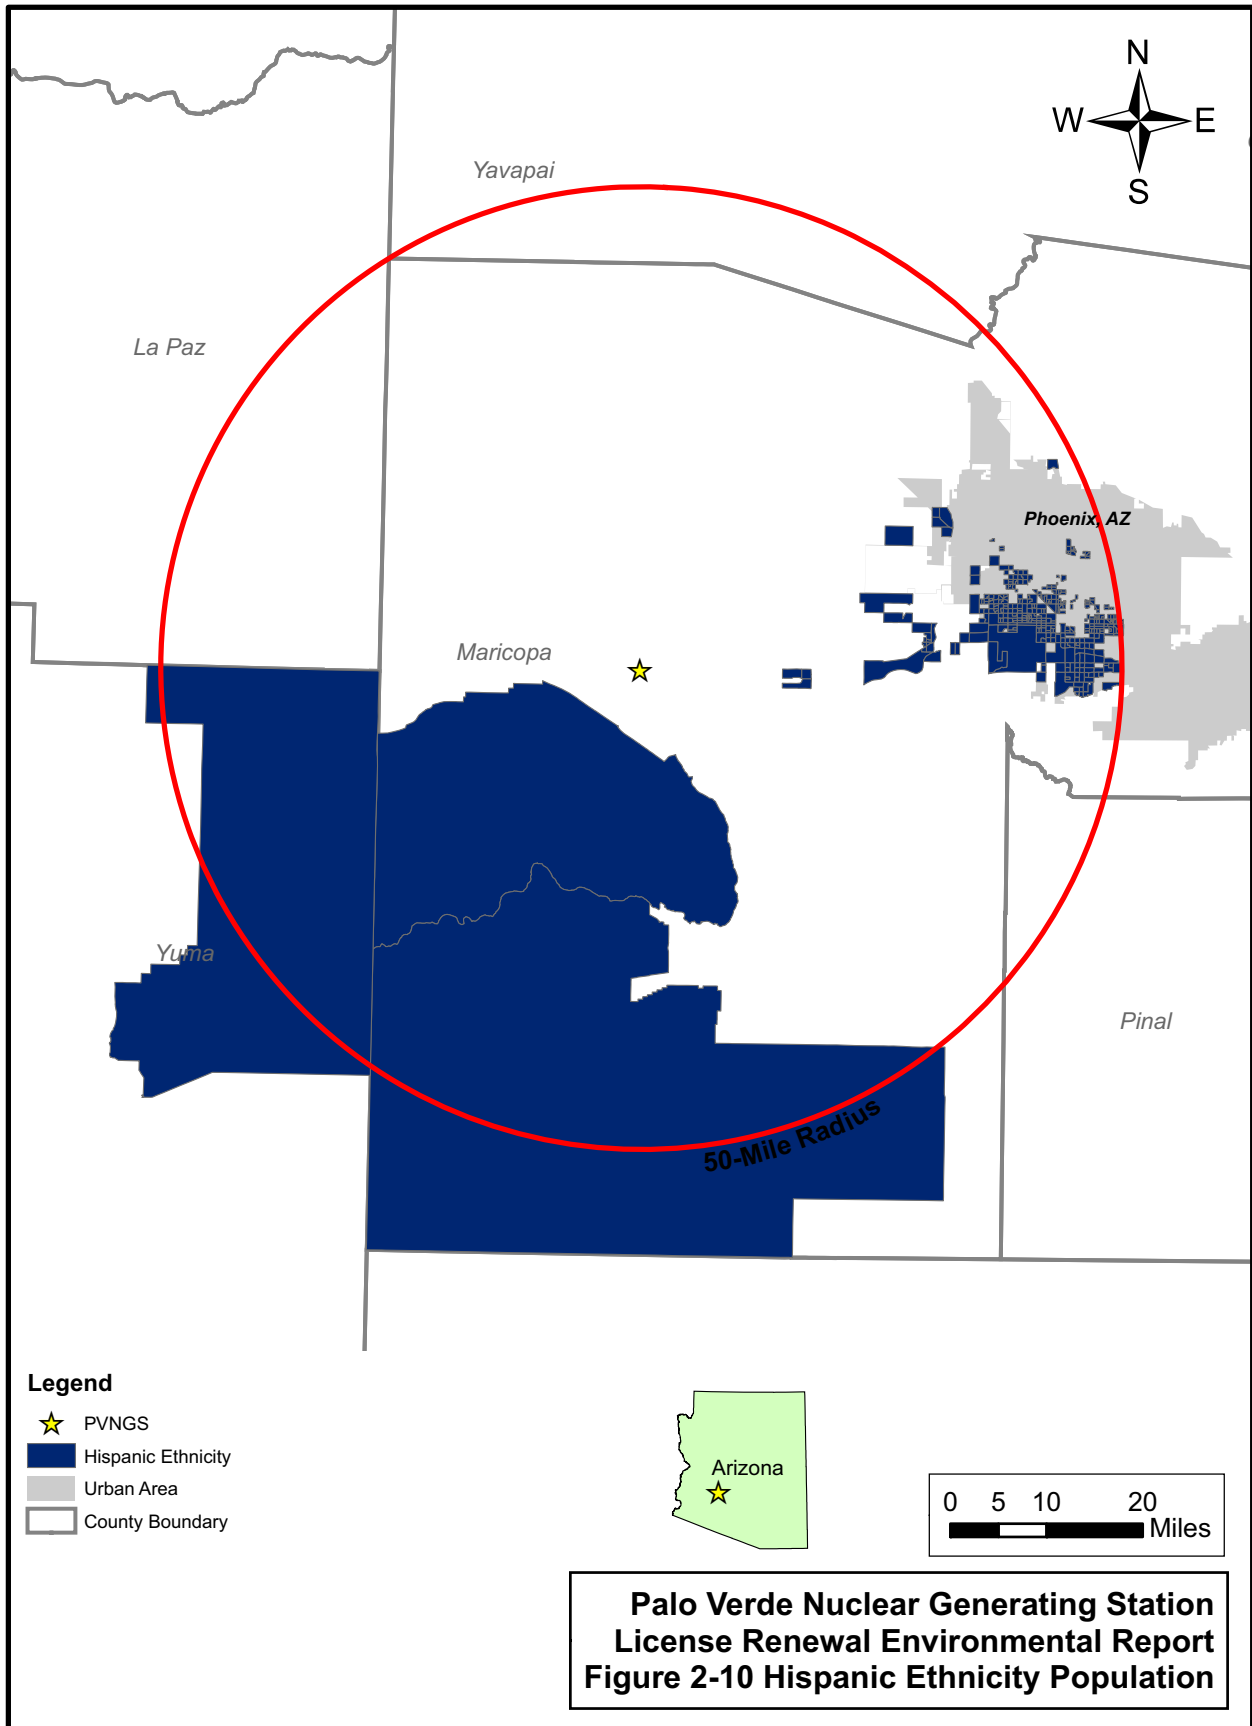 N
W E
S
Yavapai
La Paz
Phoenix, AZ
Maricopa
Yuma
Pinal
50-Mile Radius
Legend
PVNGS
Hispanic Ethnicity
Urban Area
County Boundary
Arizona
0 5 10 20
Miles
Palo Verde Nuclear Generating Station
License Renewal Environmental Report
Figure 2-10 Hispanic Ethnicity Population